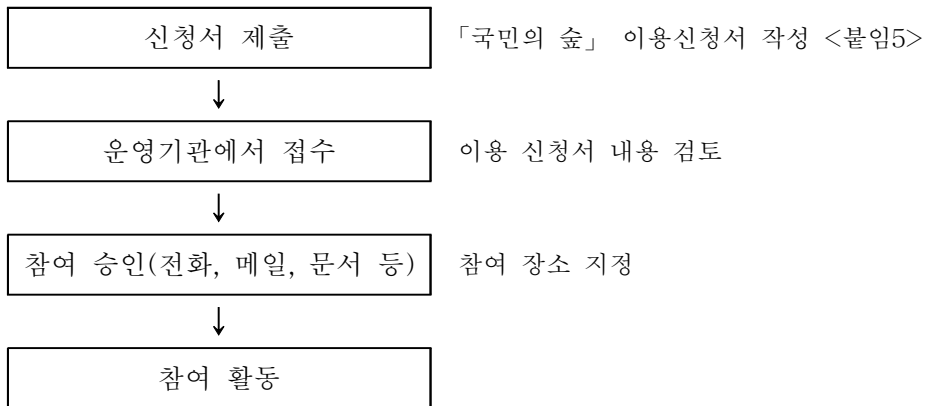 신청서 제출 「국민의 숲」 이용신청서 작성 <붙임5>
↓
운영기관에서 접수 이용 신청서 내용 검토
↓
참여 승인(전화, 메일, 문서 등) 참여 장소 지정
↓
참여 활동